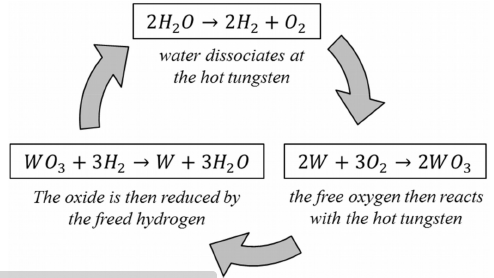 2H₂O → 2H₂ + O₂
water dissociates at
the hot tungsten
WO₃ + 3H₂ → W + 3H₂O
The oxide is then reduced by
the freed hydrogen
2W + 3O₂ → 2WO₃
the free oxygen then reacts
with the hot tungsten